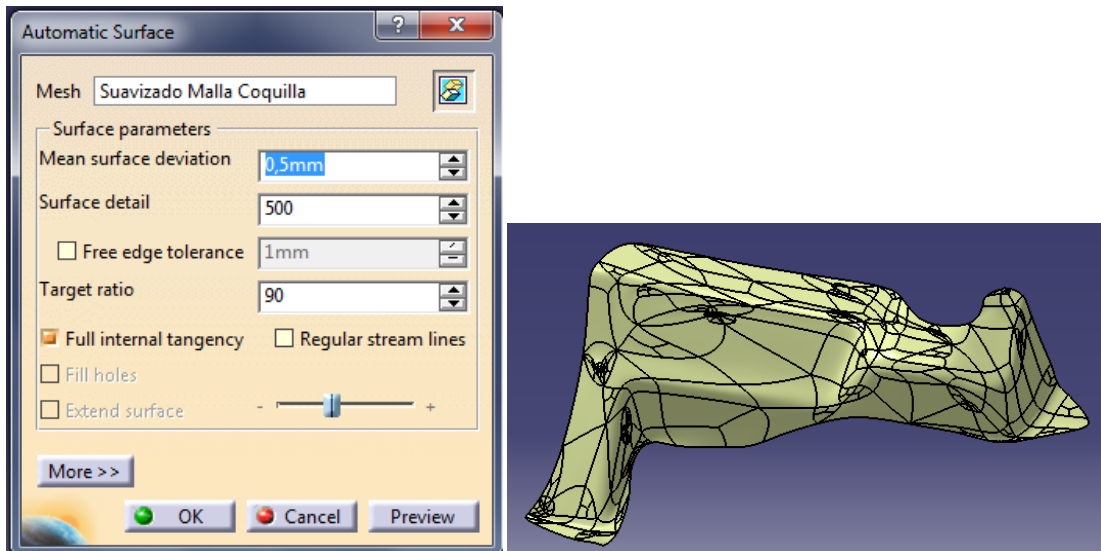 Automatic Surface
?
X
Mesh Suavizado Malla Coquilla
Surface parameters
Mean surface deviation 0,5mm
Surface detail 500
Free edge tolerance 1mm
Target ratio 90
Full internal tangency Regular stream lines
Fill holes
Extend surface - +
More >>
OK Cancel Preview